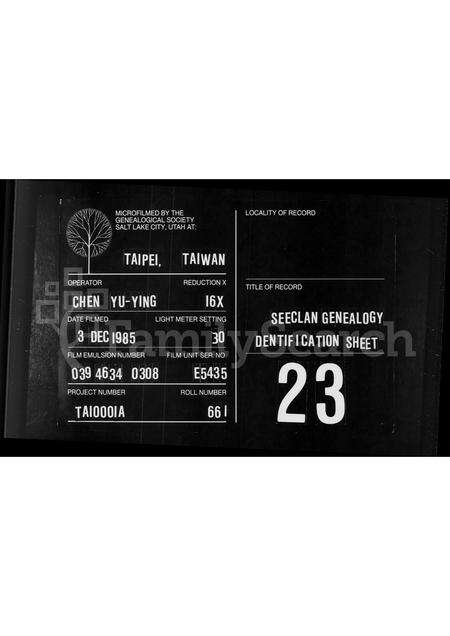 MICROFILMED BY THE
GENEALOGICAL SOCIETY
SALT LAKE CITY, UTAH AT:
TAIPEI, TAIWAN
OPERATOR REDUCTION X
CHEN YU-YING 16X
DATE FILMED LIGHT METER SETTING
3 DEC 1985 30
FILM EMULSION NUMBER FILM UNIT SER. NO.
039 4634 0308 E5435
PROJECT NUMBER ROLL NUMBER
TAI0001A 661
LOCALITY OF RECORD
TITLE OF RECORD
SEECLAN GENEALOGY
DENTIFICATION SHEET
23
FamilySearch